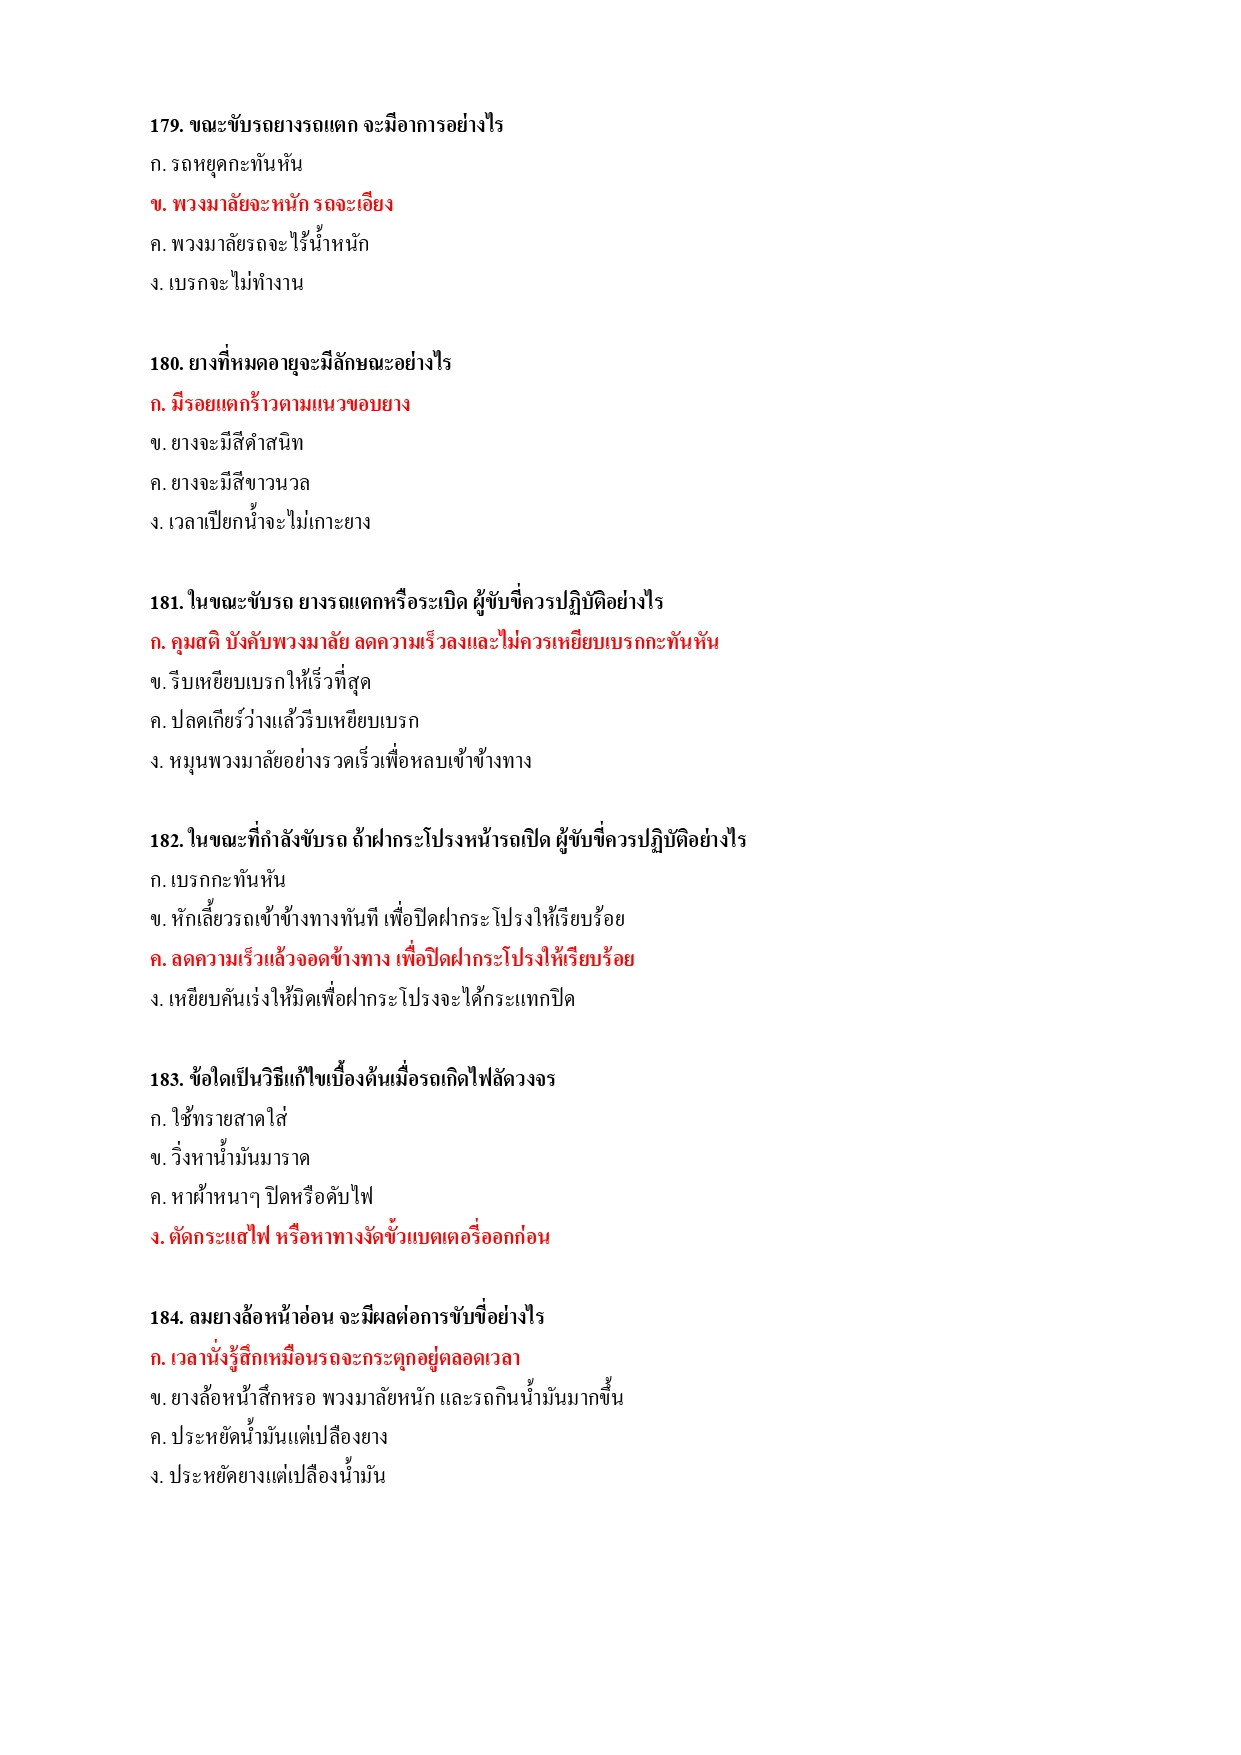 179. ขณะขับรถยางรถแตก จะมีอาการอย่างไร
ก. รถหยุดกะทันหัน
ข. พวงมาลัยจะหนัก รถจะเอียง
ค. พวงมาลัยรถจะไร้น้ำหนัก
ง. เบรกจะไม่ทำงาน
180. ยางที่หมดอายุจะมีลักษณะอย่างไร
ก. มีรอยแตกร้าวตามแนวขอบยาง
ข. ยางจะมีสีดำสนิท
ค. ยางจะมีสีขาวนวล
ง. เวลาเปียกน้ำจะไม่เกาะยาง
181. ในขณะขับรถ ยางรถแตกหรือระเบิด ผู้ขับขี่ควรปฏิบัติอย่างไร
ก. คุมสติ บังคับพวงมาลัย ลดความเร็วลงและไม่ควรเหยียบเบรกกะทันหัน
ข. รีบเหยียบเบรกให้เร็วที่สุด
ค. ปลดเกียร์ว่างแล้วรีบเหยียบเบรก
ง. หมุนพวงมาลัยอย่างรวดเร็วเพื่อหลบเข้าข้างทาง
182. ในขณะที่กำลังขับรถ ถ้าฝากระโปรงหน้ารถเปิด ผู้ขับขี่ควรปฏิบัติอย่างไร
ก. เบรกกะทันหัน
ข. หักเลี้ยวรถเข้าข้างทางทันที เพื่อปิดฝากระโปรงให้เรียบร้อย
ค. ลดความเร็วแล้วจอดข้างทาง เพื่อปิดฝากระโปรงให้เรียบร้อย
ง. เหยียบคันเร่งให้มิดเพื่อฝากระโปรงจะได้กระแทกปิด
183. ข้อใดเป็นวิธีแก้ไขเบื้องต้นเมื่อรถเกิดไฟลัดวงจร
ก. ใช้ทรายสาดใส่
ข. วิ่งหาน้ำมันมาราด
ค. หาผ้าหนาๆ ปิดหรือดับไฟ
ง. ตัดกระแสไฟ หรือหาทางงัดขั้วแบตเตอรี่ออกก่อน
184. ลมยางล้อหน้าอ่อน จะมีผลต่อการขับขี่อย่างไร
ก. เวลานั่งรู้สึกเหมือนรถจะกระตุกอยู่ตลอดเวลา
ข. ยางล้อหน้าสึกหรอ พวงมาลัยหนัก และรถกินน้ำมันมากขึ้น
ค. ประหยัดน้ำมันแต่เปลืองยาง
ง. ประหยัดยางแต่เปลืองน้ำมัน